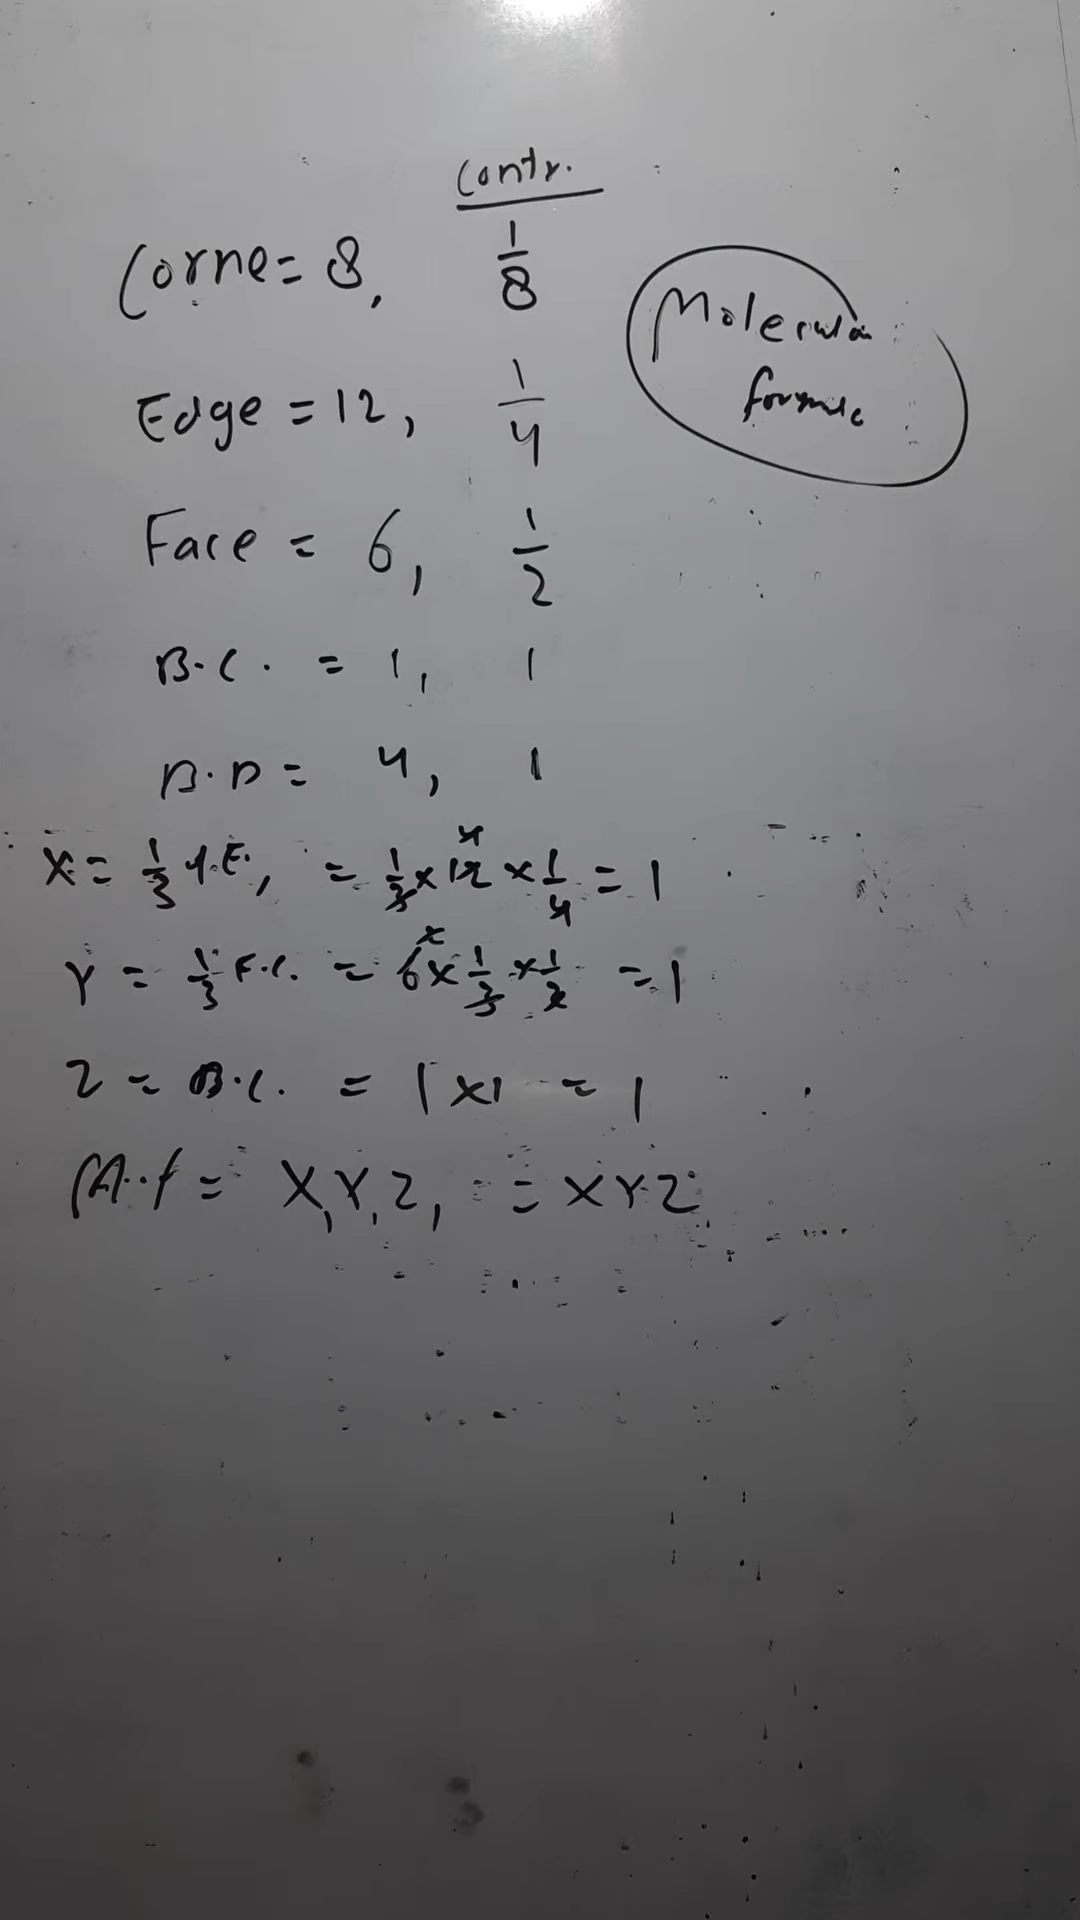 Contr.
Corne = 8, 1/8
Molecula
formula
Edge = 12, 1/4
Face = 6, 1/2
B.C. = 1, 1
B.D = 4, 1
X = 1/3 = 1/3 x 12 x 1/4 = 1
Y = 1/3 F.C. = 6 x 1/3 x 1/2 = 1
Z = B.C. = 1 x 1 = 1
M.f = X, Y, Z, = XYZ